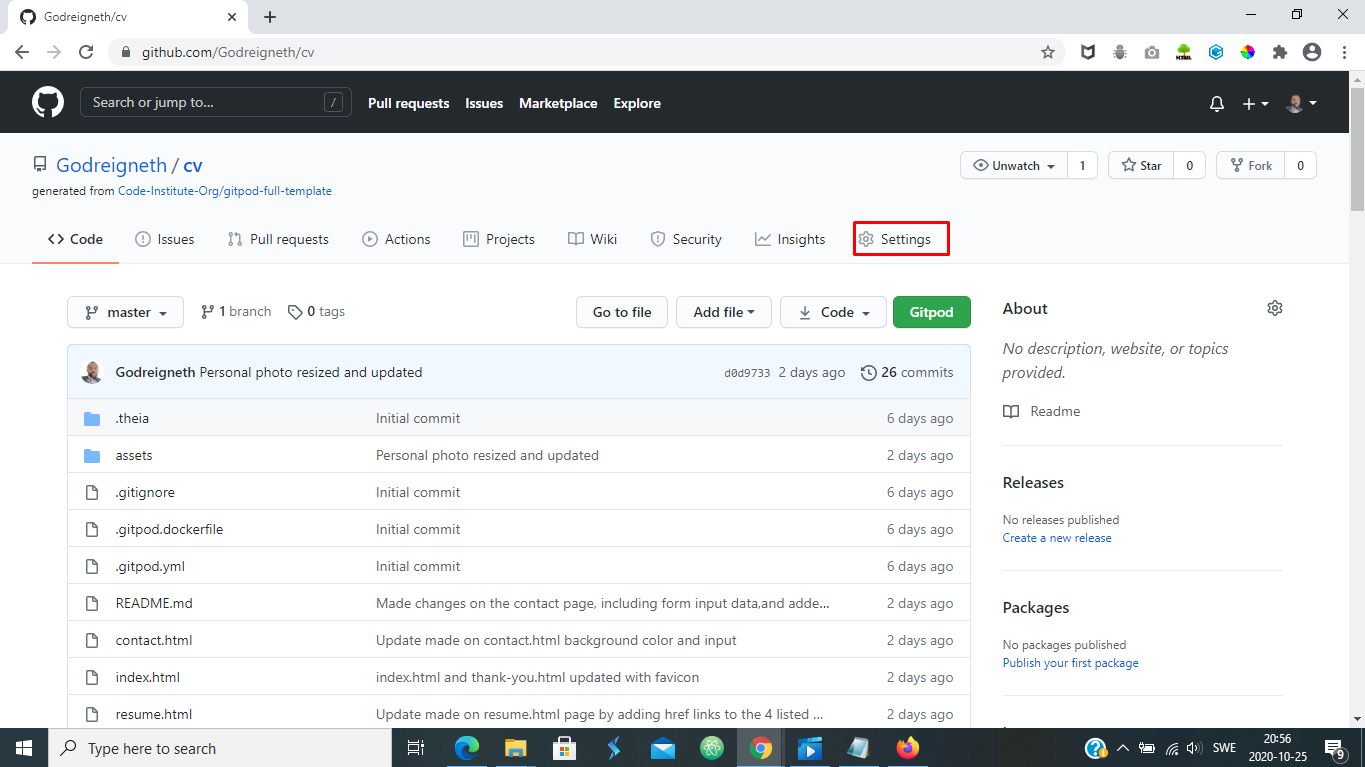 Godreigneth/cv
github.com/Godreigneth/cv
Search or jump to... /
Pull requests Issues Marketplace Explore
Godreigneth / cv
Unwatch 1 Star 0 Fork 0
generated from Code-Institute-Org/gitpod-full-template
Code Issues Pull requests Actions Projects Wiki Security Insights Settings
master 1 branch 0 tags Go to file Add file Code Gitpod
Godreigneth Personal photo resized and updated d0d9733 2 days ago 26 commits
.theia Initial commit 6 days ago
assets Personal photo resized and updated 2 days ago
.gitignore Initial commit 6 days ago
.gitpod.dockerfile Initial commit 6 days ago
.gitpod.yml Initial commit 6 days ago
README.md Made changes on the contact page, including form input data,and adde... 2 days ago
contact.html Update made on contact.html background color and input 2 days ago
index.html index.html and thank-you.html updated with favicon 2 days ago
resume.html Update made on resume.html page by adding href links to the 4 listed ... 2 days ago
About
No description, website, or topics
provided.
Readme
Releases
No releases published
Create a new release
Packages
No packages published
Publish your first package
Type here to search
HTML
SWE
20:56
2020-10-25
9